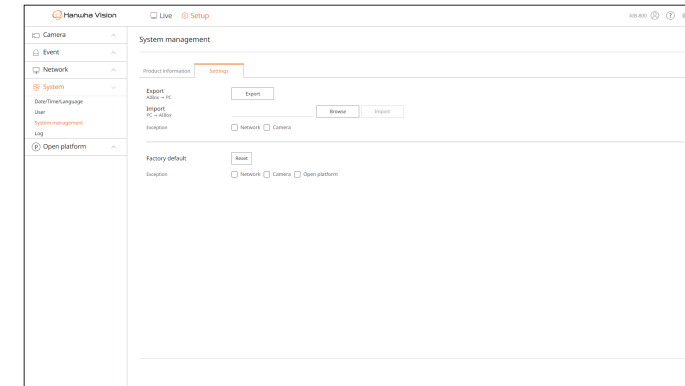 Hanwha Vision
Live Setup
AIB-800 ?
Camera
Event
Network
System
Date/Time/Language
User
System management
Log
Open platform
System management
Product information Settings
Export
AIBox → PC
Export
Import
PC → AIBox
Browse Import
Exception Network Camera
Factory default Reset
Exception Network Camera Open platform